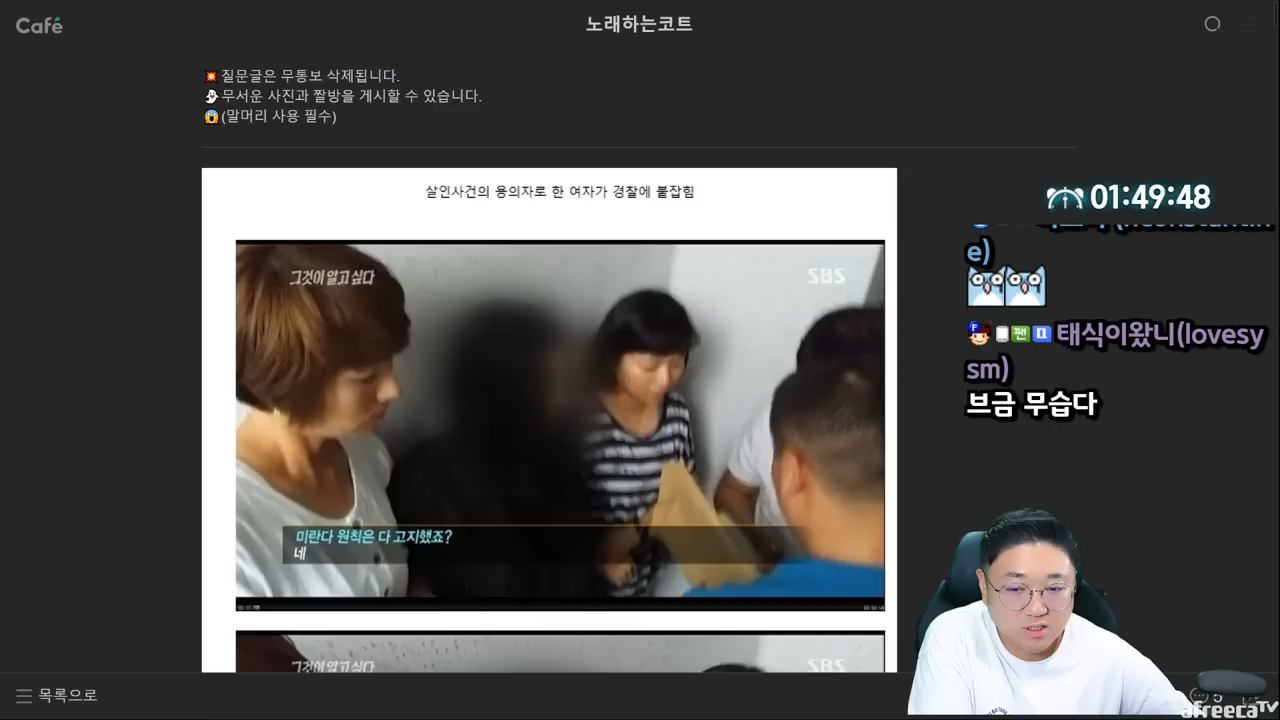 Café
노래하는코트
질문글은 무통보 삭제됩니다.
무서운 사진과 짤방을 게시할 수 있습니다.
(말머리 사용 필수)
살인사건의 용의자로 한 여자가 경찰에 붙잡힘
01:49:48
e)
그것이 알고싶다
SBS
팬
태식이왔니(lovesy
sm)
브금 무습다
미란다 원칙은 다 고지했죠?
네
그것이 알고싶다
SBS
목록으로
5
afreecaTV